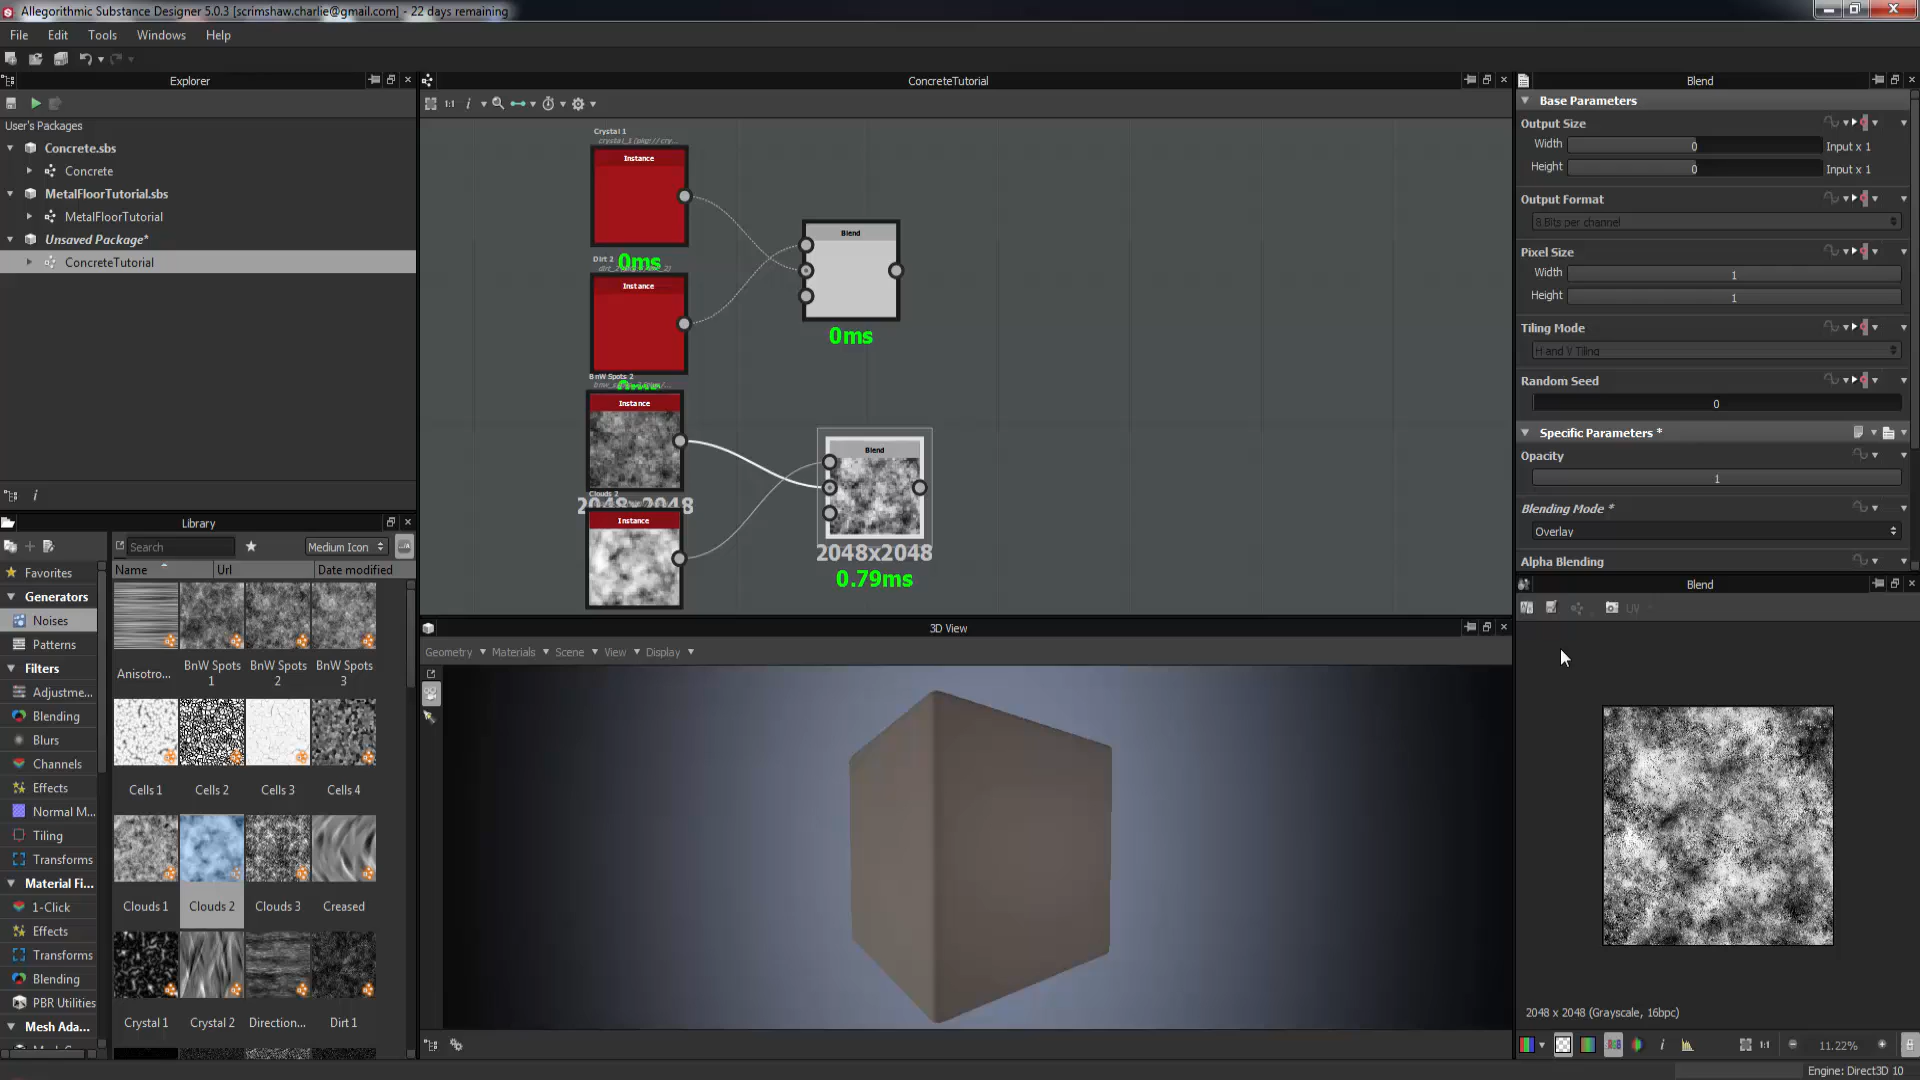 Allegorithmic Substance Designer 5.0.3 [scrimshaw.charlie@gmail.com] - 22 days remaining
File Edit Tools Windows Help
Explorer
User's Packages
Concrete.sbs
Concrete
MetalFloorTutorial.sbs
MetalFloorTutorial
Unsaved Package*
ConcreteTutorial
Library
Search
Medium Icon
Name Url Date modified
Favorites
Generators
Noises
Patterns
Filters
Adjustme...
Blending
Blurs
Channels
Effects
Normal M...
Tiling
Transforms
Material Fi...
1-Click
Effects
Transforms
Blending
PBR Utilities
Mesh Ada...
Anisotro...
BnW Spots 1
BnW Spots 2
BnW Spots 3
Cells 1
Cells 2
Cells 3
Cells 4
Clouds 1
Clouds 2
Clouds 3
Creased
Crystal 1
Crystal 2
Direction...
Dirt 1
ConcreteTutorial
1:1
Crystal 1
crystal_1 (pkg://cry...
Instance
0ms
Dirt 2
Instance
Blend
0ms
BnW Spots 2
Instance
2048x2048
Clouds 2
Instance
Blend
2048x2048
0.79ms
3D View
Geometry Materials Scene View Display
Blend
Base Parameters
Output Size
Width 0 Input x 1
Height 0 Input x 1
Output Format
8 Bits per channel
Pixel Size
Width 1
Height 1
Tiling Mode
H and V Tiling
Random Seed
0
Specific Parameters *
Opacity
1
Blending Mode *
Overlay
Alpha Blending
Blend
UV
2048 x 2048 (Grayscale, 16bpc)
1:1
11.22%
Engine: Direct3D 10